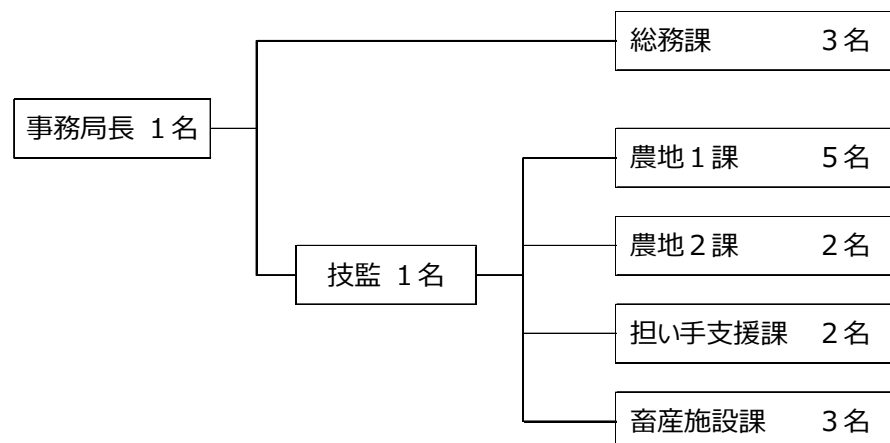 総務課 3名
事務局長 1名
農地1課 5名
農地2課 2名
技監 1名
担い手支援課 2名
畜産施設課 3名